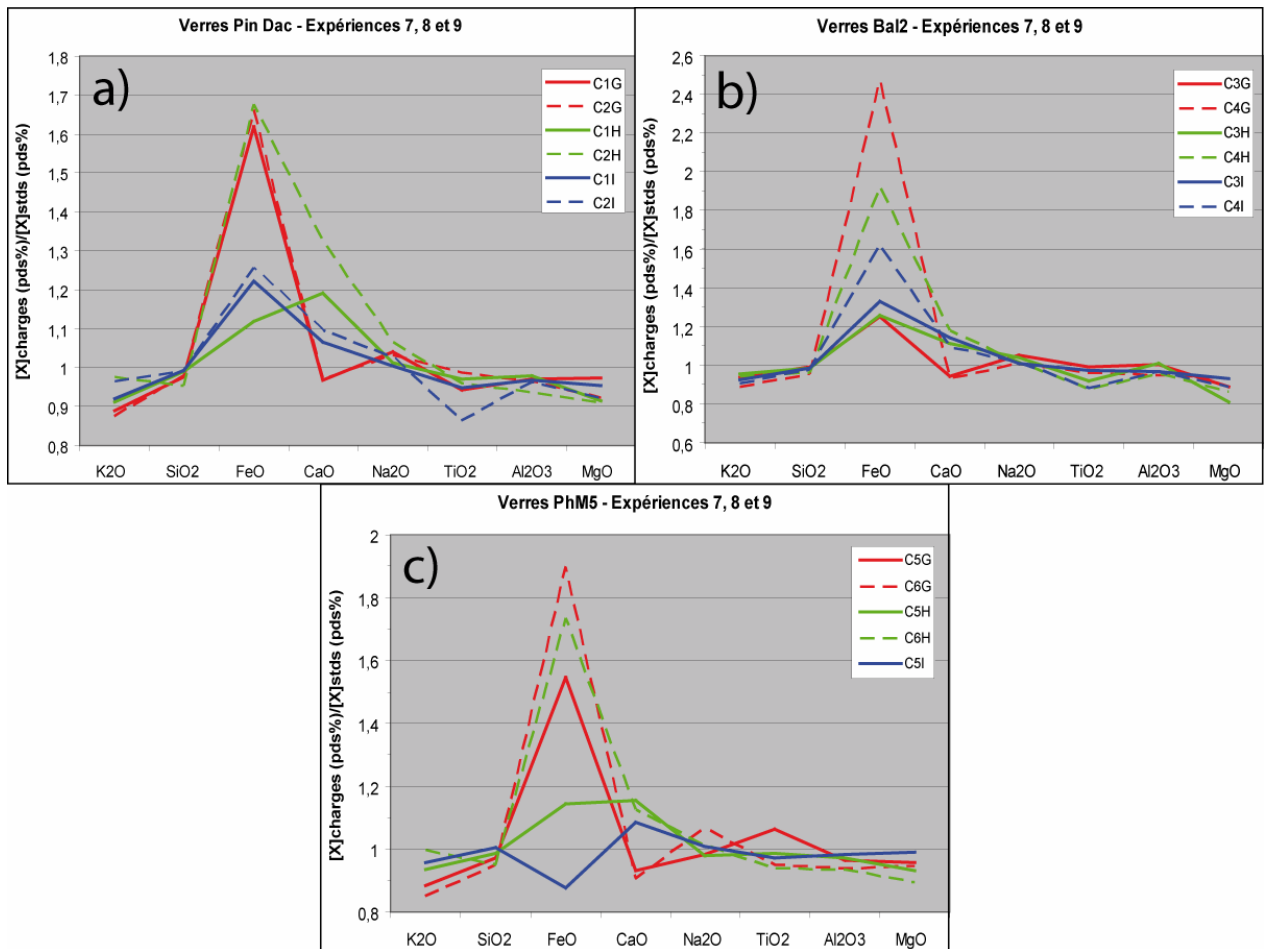 Verres Pin Dac - Expériences 7, 8 et 9
a)
[X]charges (pds%)/[X]stds (pds%)
1,8
1,7
1,6
1,5
1,4
1,3
1,2
1,1
1
0,9
0,8
K2O SiO2 FeO CaO Na2O TiO2 Al2O3 MgO
C1G
C2G
C1H
C2H
C1I
C2I
Verres Bal2 - Expériences 7, 8 et 9
b)
[X]charges (pds%)/[X]stds (pds%)
2,6
2,4
2,2
2
1,8
1,6
1,4
1,2
1
0,8
0,6
K2O SiO2 FeO CaO Na2O TiO2 Al2O3 MgO
C3G
C4G
C3H
C4H
C3I
C4I
Verres PhM5 - Expériences 7, 8 et 9
c)
[X]charges (pds%)/[X]stds (pds%)
2
1,8
1,6
1,4
1,2
1
0,8
K2O SiO2 FeO CaO Na2O TiO2 Al2O3 MgO
C5G
C6G
C5H
C6H
C5I